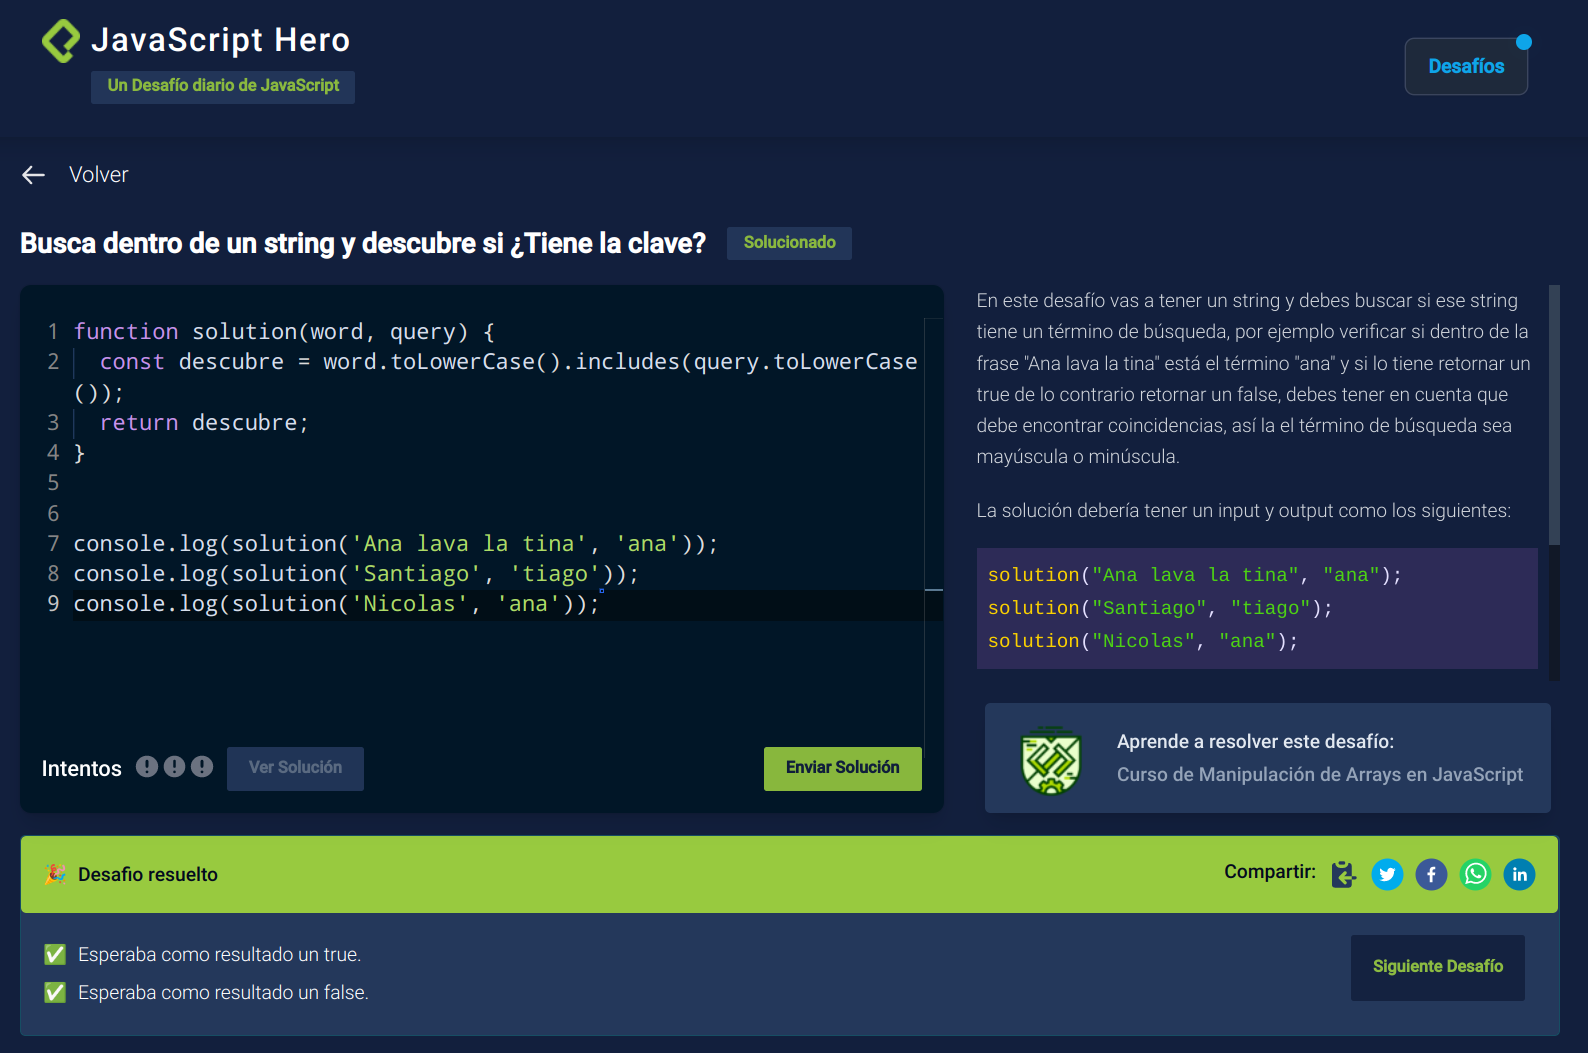 JavaScript Hero
Un Desafío diario de JavaScript
Desafíos
Volver
Busca dentro de un string y descubre si ¿Tiene la clave?
Solucionado
1 function solution(word, query) {
2   const descubre = word.toLowerCase().includes(query.toLowerCase
());
3   return descubre;
4 }
5
6
7 console.log(solution('Ana lava la tina', 'ana'));
8 console.log(solution('Santiago', 'tiago'));
9 console.log(solution('Nicolas', 'ana'));
Intentos
Ver Solución
Enviar Solución
En este desafío vas a tener un string y debes buscar si ese string
tiene un término de búsqueda, por ejemplo verificar si dentro de la
frase "Ana lava la tina" está el término "ana" y si lo tiene retornar un
true de lo contrario retornar un false, debes tener en cuenta que
debe encontrar coincidencias, así la el término de búsqueda sea
mayúscula o minúscula.
La solución debería tener un input y output como los siguientes:
solution("Ana lava la tina", "ana");
solution("Santiago", "tiago");
solution("Nicolas", "ana");
Aprende a resolver este desafío:
Curso de Manipulación de Arrays en JavaScript
🎉 Desafio resuelto
Compartir:
✅ Esperaba como resultado un true.
✅ Esperaba como resultado un false.
Siguiente Desafío